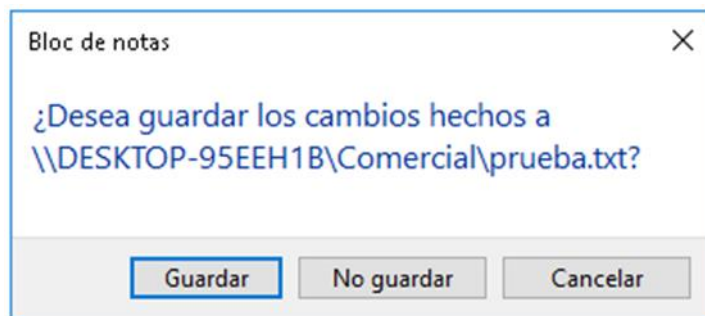 Bloc de notas
¿Desea guardar los cambios hechos a
\\DESKTOP-95EEH1B\Comercial\prueba.txt?
Guardar No guardar Cancelar